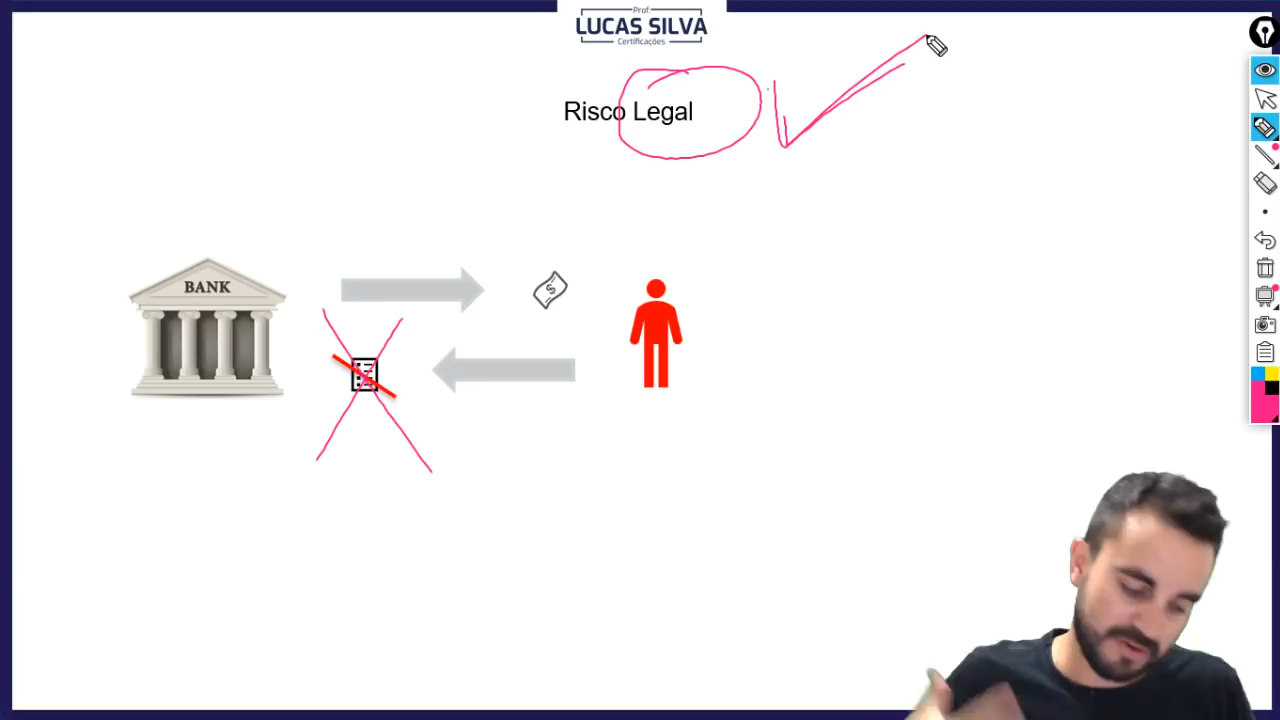 Prof.
LUCAS SILVA
Certificações
Risco Legal
BANK
$